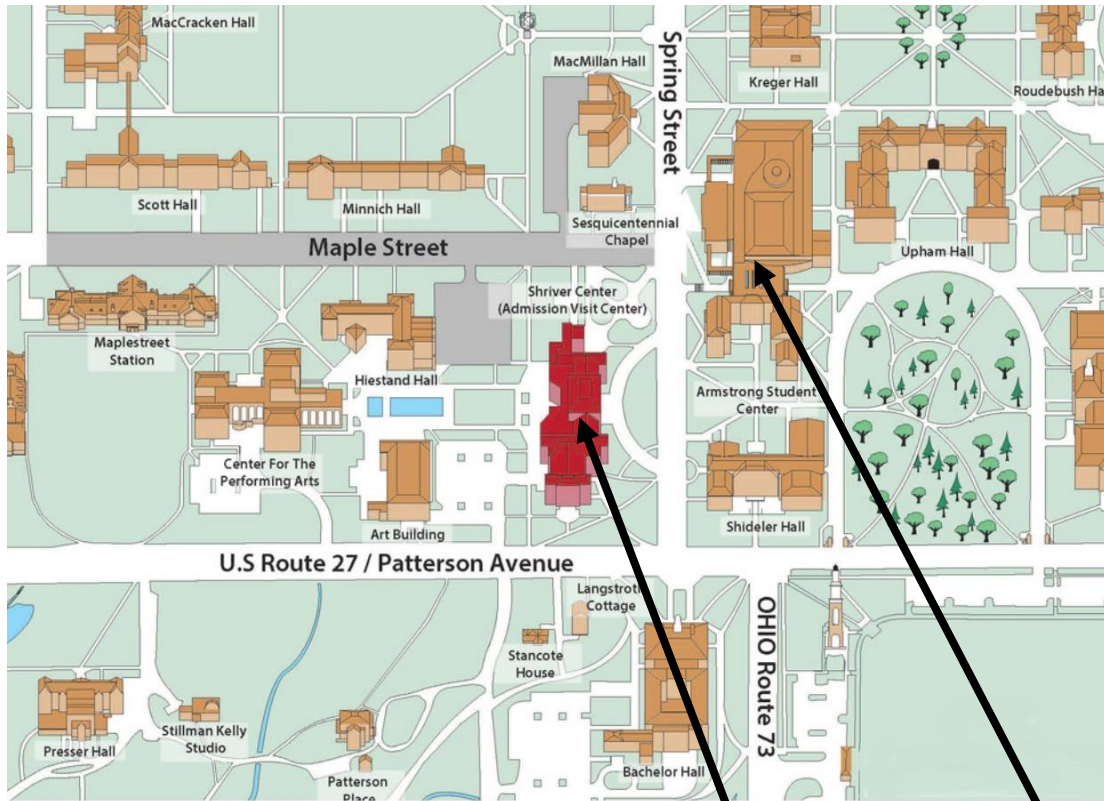 MacCracken Hall
MacMillan Hall
Spring Street
Kreger Hall
Roudebush Ha
Scott Hall
Minnich Hall
Sesquicentennial
Chapel
Maple Street
Upham Hall
Shriver Center
(Admission Visit Center)
Maplestreet
Station
Hiestand Hall
Armstrong Student
Center
Center For The
Performing Arts
Art Building
Shideler Hall
U.S Route 27 / Patterson Avenue
Langstroth
Cottage
OHIO Route 73
Stancote
House
Presser Hall
Stillman Kelly
Studio
Patterson
Place
Bachelor Hall